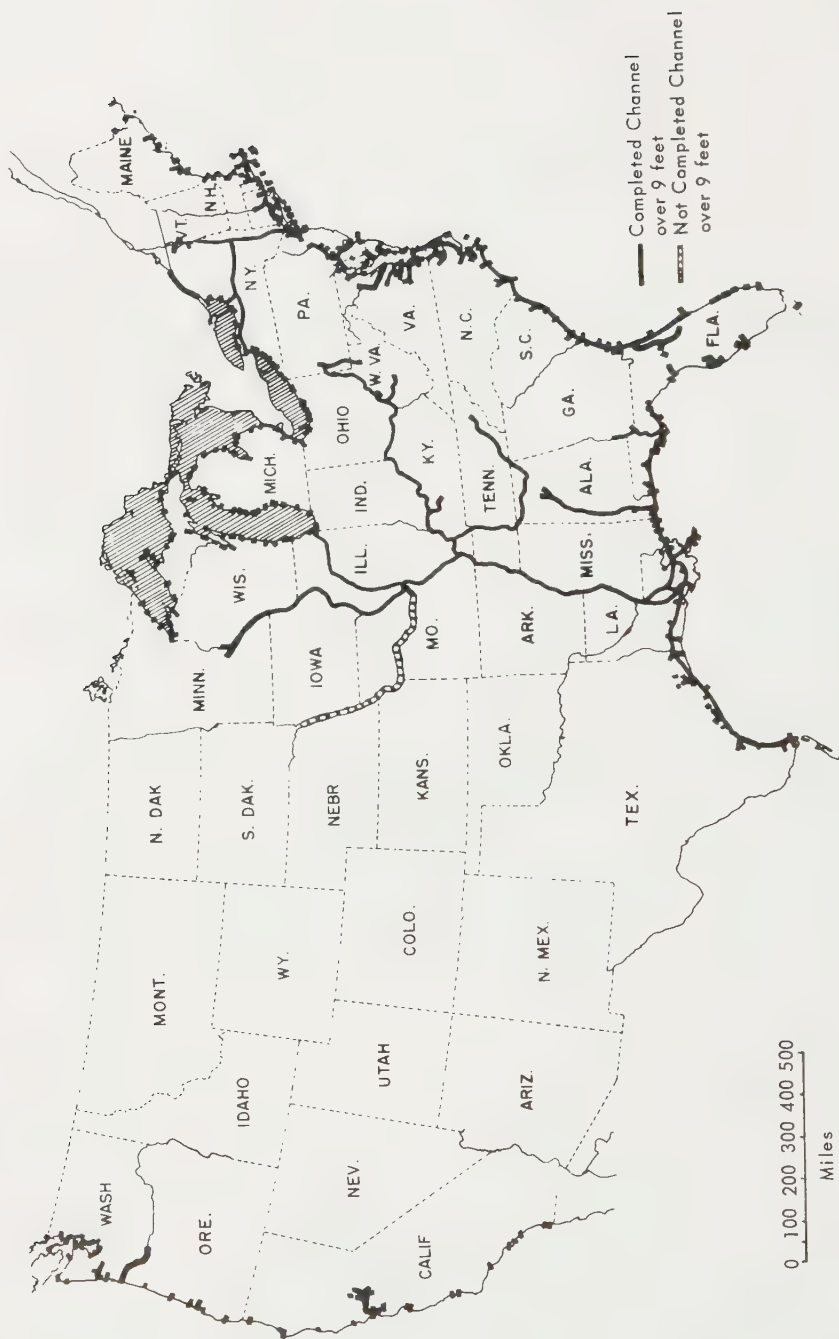 WASH
MONT.
N. DAK
MINN.
MAINE
ORE.
IDAHO
WY.
S. DAK.
WIS.
MICH.
VT.
N.H.
N.Y.
NEV.
UTAH
COLO.
NEBR
IOWA
ILL.
IND.
OHIO
PA.
CALIF
ARIZ.
N. MEX.
KANS.
MO.
KY.
W. VA.
VA.
OKLA.
ARK.
TENN.
N.C.
TEX.
LA.
MISS.
ALA.
GA.
S.C.
FLA.
Completed Channel
over 9 feet
Not Completed Channel
over 9 feet
0 100 200 300 400 500
Miles